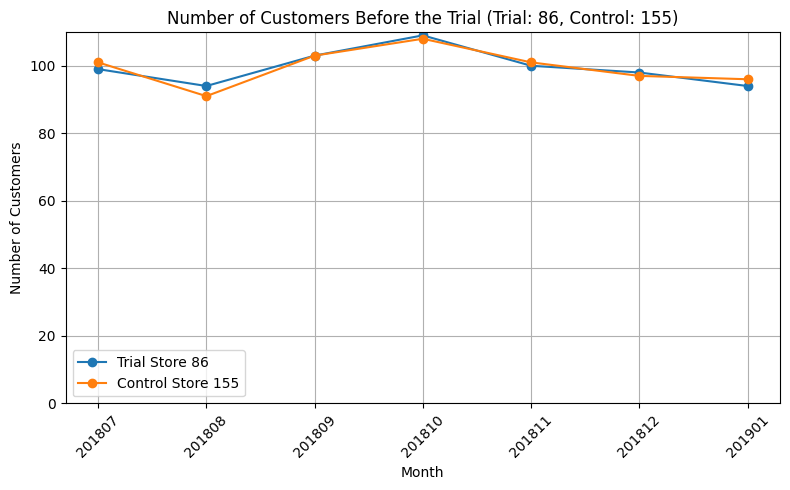 Number of Customers Before the Trial (Trial: 86, Control: 155)
Number of Customers
100
80
60
40
20
0
Trial Store 86
Control Store 155
201807
201808
201809
201810
201811
201812
201901
Month